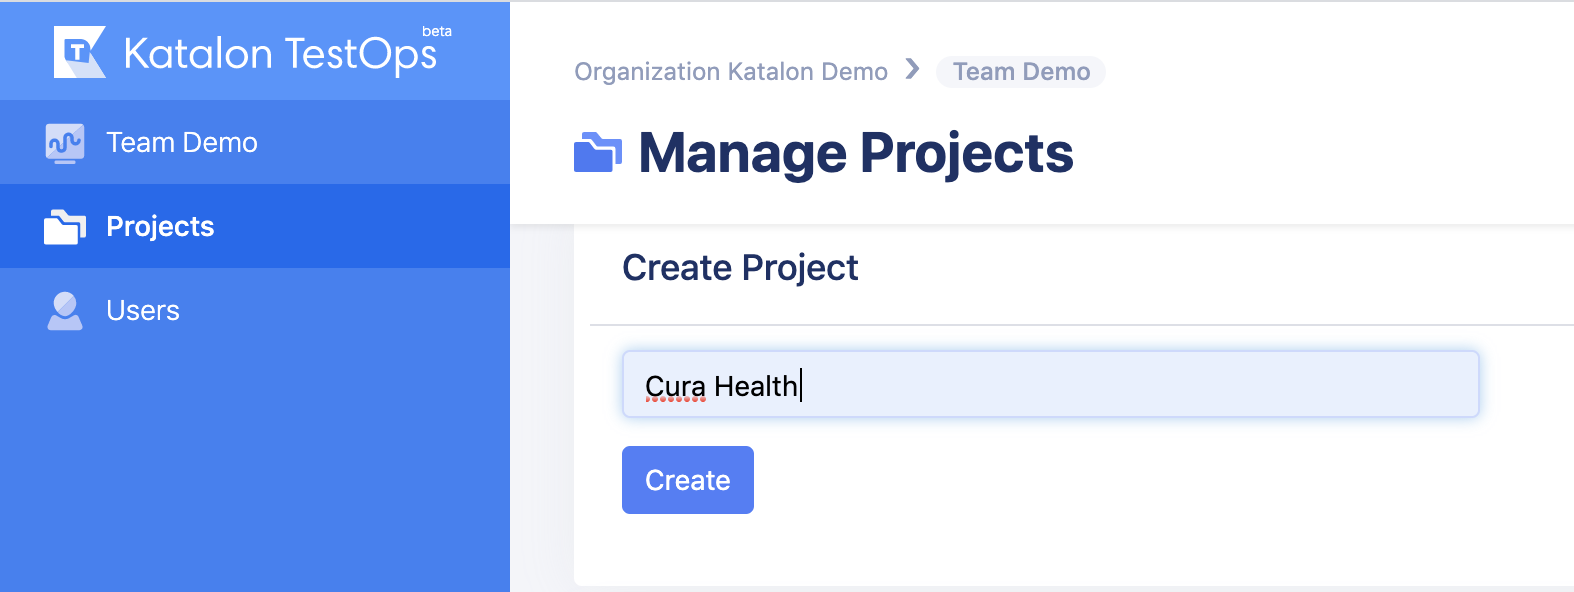 Katalon TestOps beta
Team Demo
Projects
Users
Organization Katalon Demo > Team Demo
Manage Projects
Create Project
Cura Health
Create